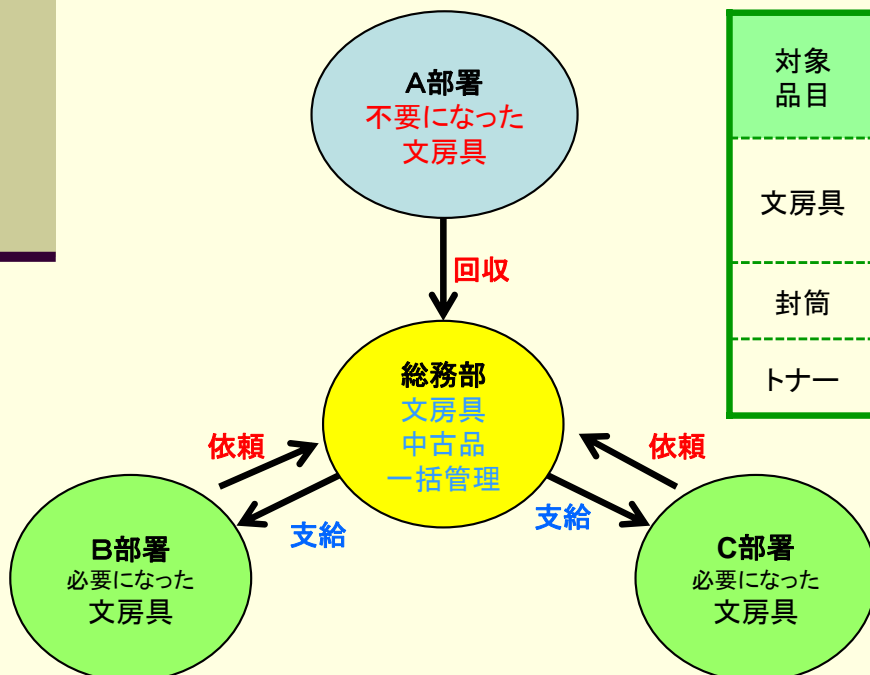 A部署
不要になった
文房具
回収
総務部
文房具
中古品
一括管理
依頼
支給
依頼
支給
B部署
必要になった
文房具
C部署
必要になった
文房具
対象
品目
文房具
封筒
トナー